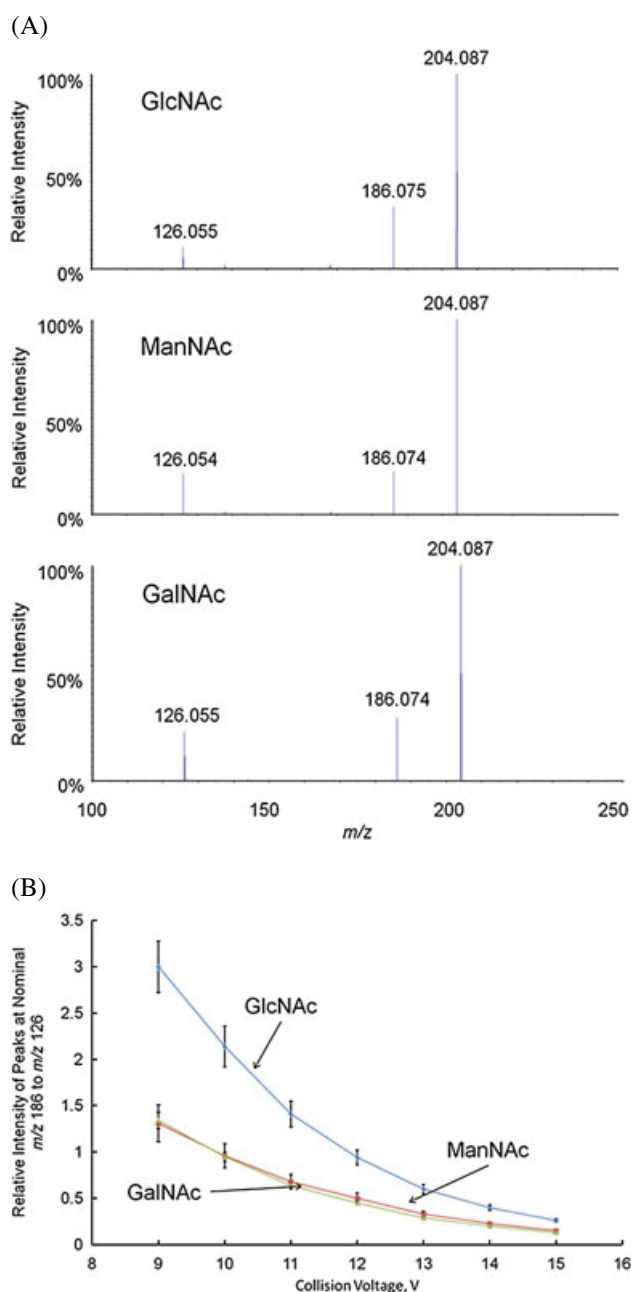 (A)
204.087
100%
GlcNAc
Relative Intensity
50%
186.075
126.055
0%
204.087
100%
ManNAc
Relative Intensity
50%
126.054
186.074
0%
204.087
100%
GalNAc
Relative Intensity
50%
126.055
186.074
0%
100 150 200 250
m/z
(B)
3.5
3
2.5
2
1.5
1
0.5
0
Relative Intensity of Peaks at Nominal
m/z 186 to m/z 126
GlcNAc
ManNAc
GalNAc
8 9 10 11 12 13 14 15 16
Collision Voltage, V